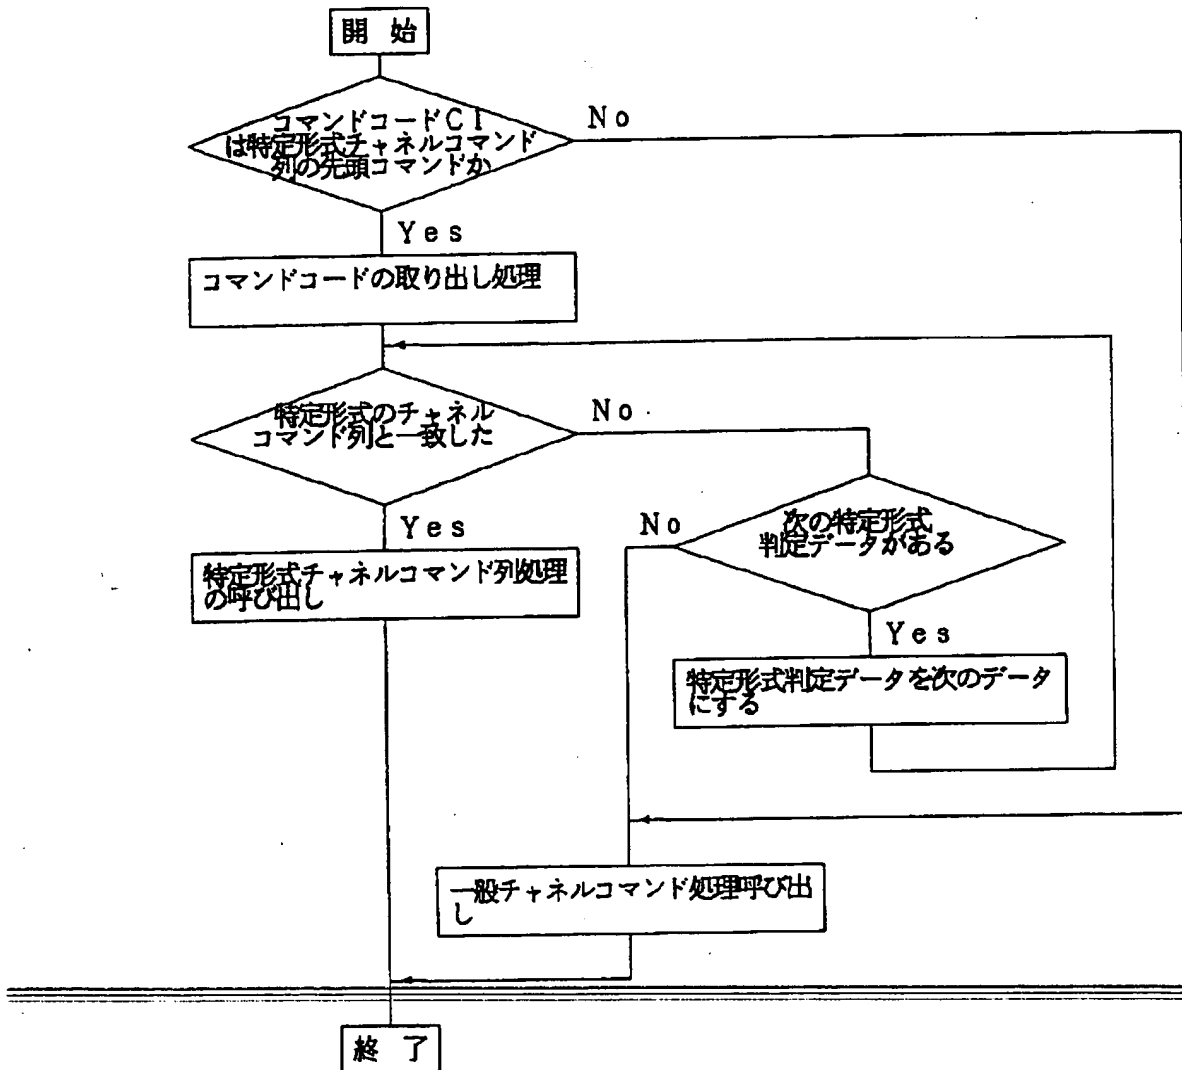 開 始
コマンドコードC1
は特定形式チャネルコマンド
列の先頭コマンドか
No
Yes
コマンドコードの取り出し処理
特定形式のチャネル
コマンド列と一致した
No
Yes
特定形式チャネルコマンド列処理
の呼び出し
次の特定形式
判定データがある
No
Yes
特定形式判定データを次のデータ
にする
一般チャネルコマンド処理呼び出
し
終 了